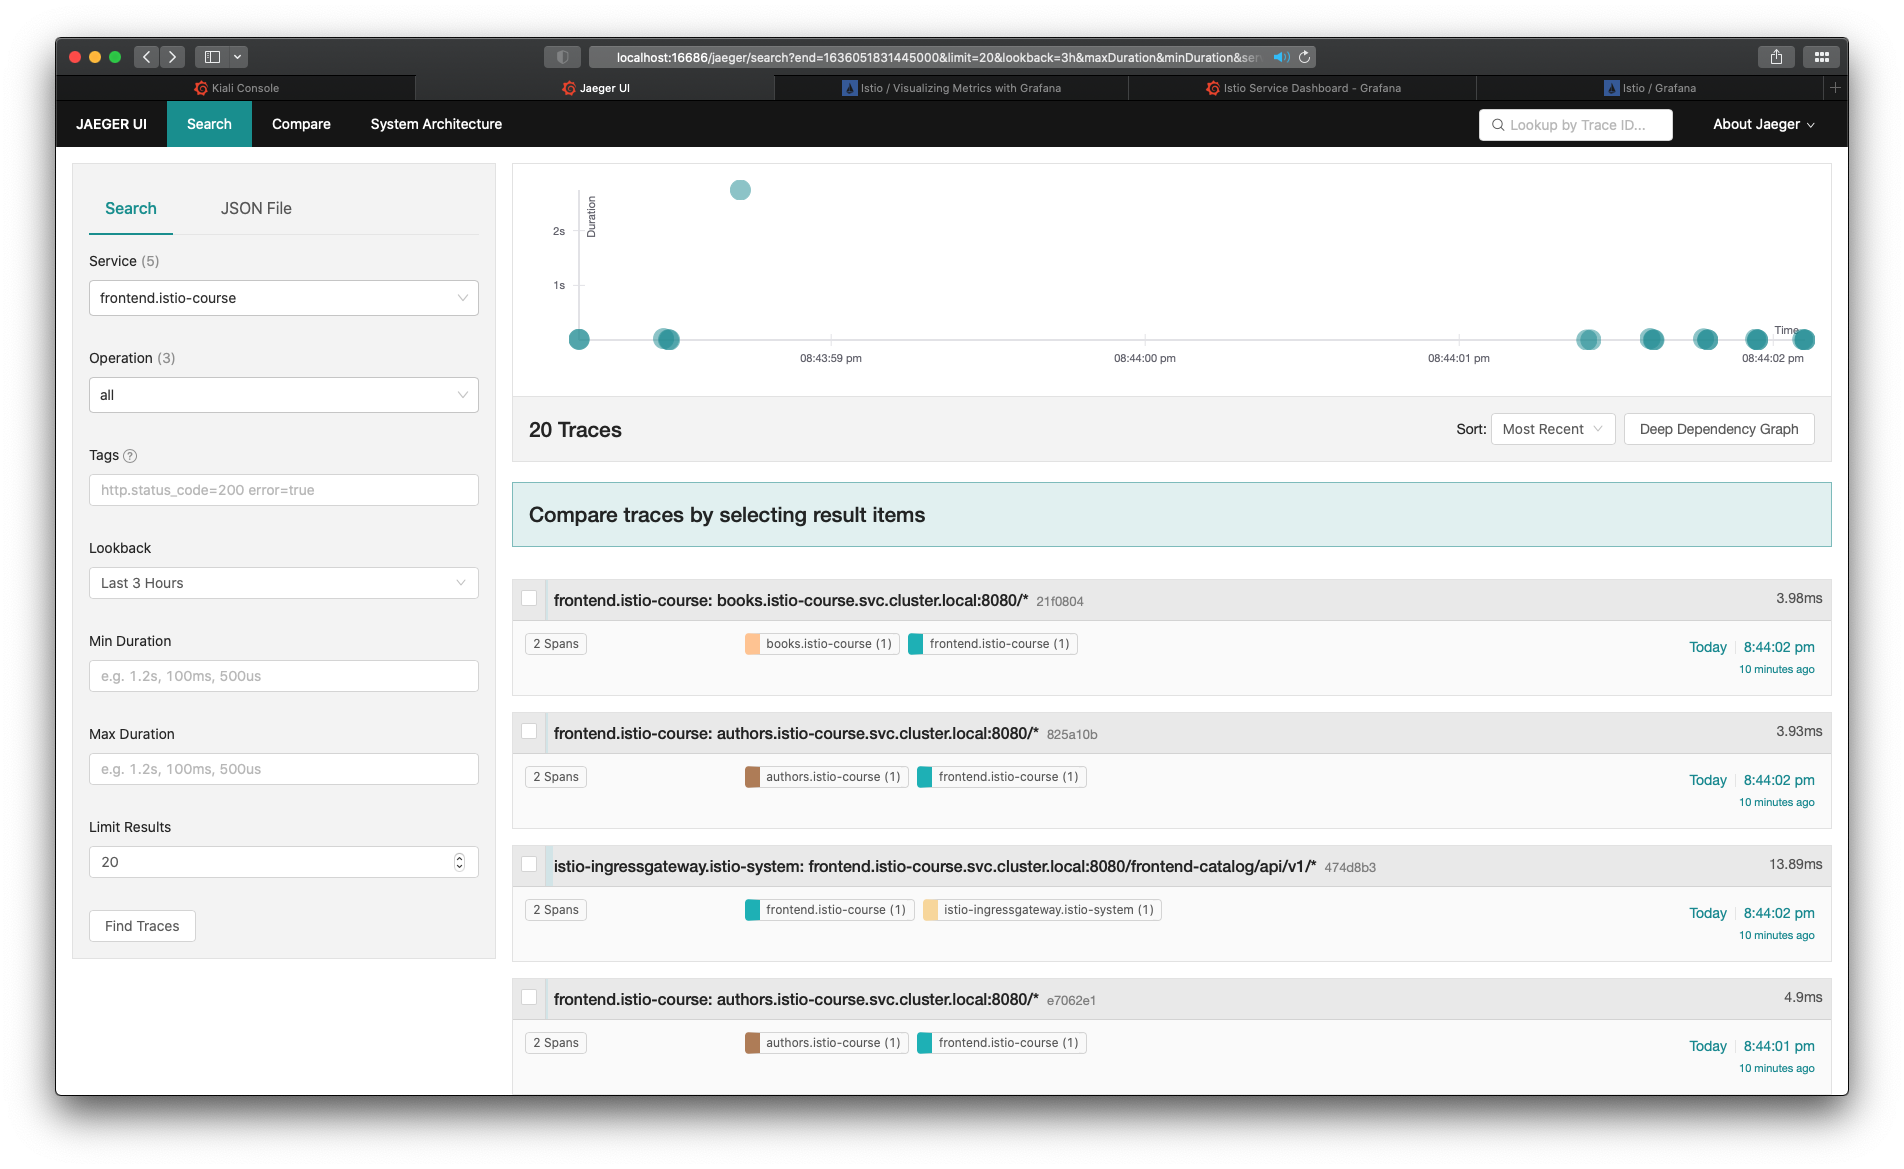 localhost:16686/jaeger/search?end=1636051831445000&limit=20&lookback=3h&maxDuration&minDuration&ser
Kiali Console
Jaeger UI
Istio / Visualizing Metrics with Grafana
Istio Service Dashboard - Grafana
Istio / Grafana
JAEGER UI
Search
Compare
System Architecture
Lookup by Trace ID...
About Jaeger
Search
JSON File
Service (5)
frontend.istio-course
Operation (3)
all
Tags
http.status_code=200 error=true
Lookback
Last 3 Hours
Min Duration
e.g. 1.2s, 100ms, 500us
Max Duration
e.g. 1.2s, 100ms, 500us
Limit Results
20
Find Traces
Duration
2s
1s
Time
08:43:59 pm
08:44:00 pm
08:44:01 pm
08:44:02 pm
20 Traces
Sort:
Most Recent
Deep Dependency Graph
Compare traces by selecting result items
frontend.istio-course: books.istio-course.svc.cluster.local:8080/* 21f0804
3.98ms
2 Spans
books.istio-course (1)
frontend.istio-course (1)
Today
8:44:02 pm
10 minutes ago
frontend.istio-course: authors.istio-course.svc.cluster.local:8080/* 825a10b
3.93ms
2 Spans
authors.istio-course (1)
frontend.istio-course (1)
Today
8:44:02 pm
10 minutes ago
istio-ingressgateway.istio-system: frontend.istio-course.svc.cluster.local:8080/frontend-catalog/api/v1/* 474d8b3
13.89ms
2 Spans
frontend.istio-course (1)
istio-ingressgateway.istio-system (1)
Today
8:44:02 pm
10 minutes ago
frontend.istio-course: authors.istio-course.svc.cluster.local:8080/* e7062e1
4.9ms
2 Spans
authors.istio-course (1)
frontend.istio-course (1)
Today
8:44:01 pm
10 minutes ago